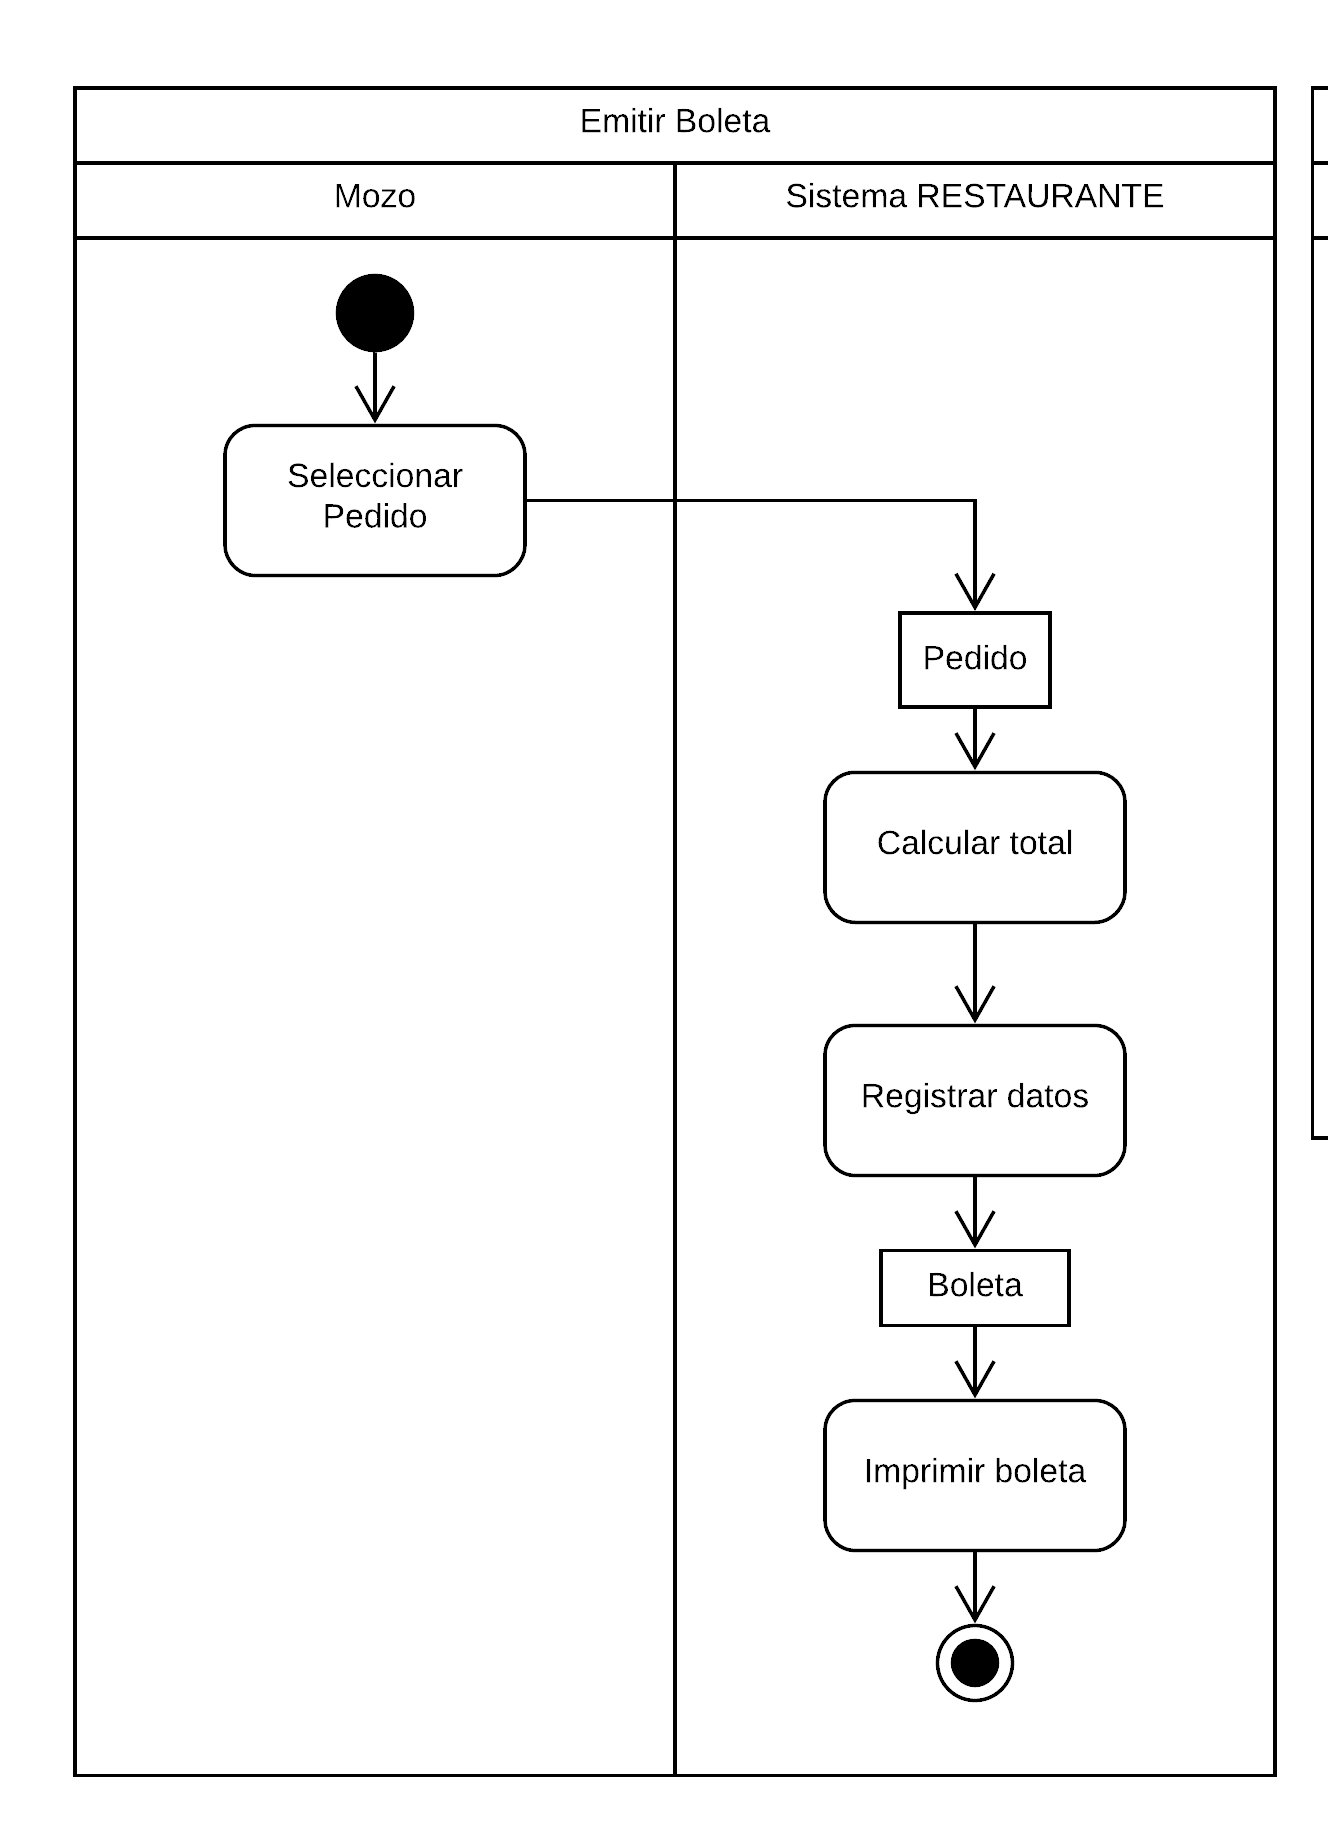 Emitir Boleta
Mozo
Sistema RESTAURANTE
Seleccionar
Pedido
Pedido
Calcular total
Registrar datos
Boleta
Imprimir boleta